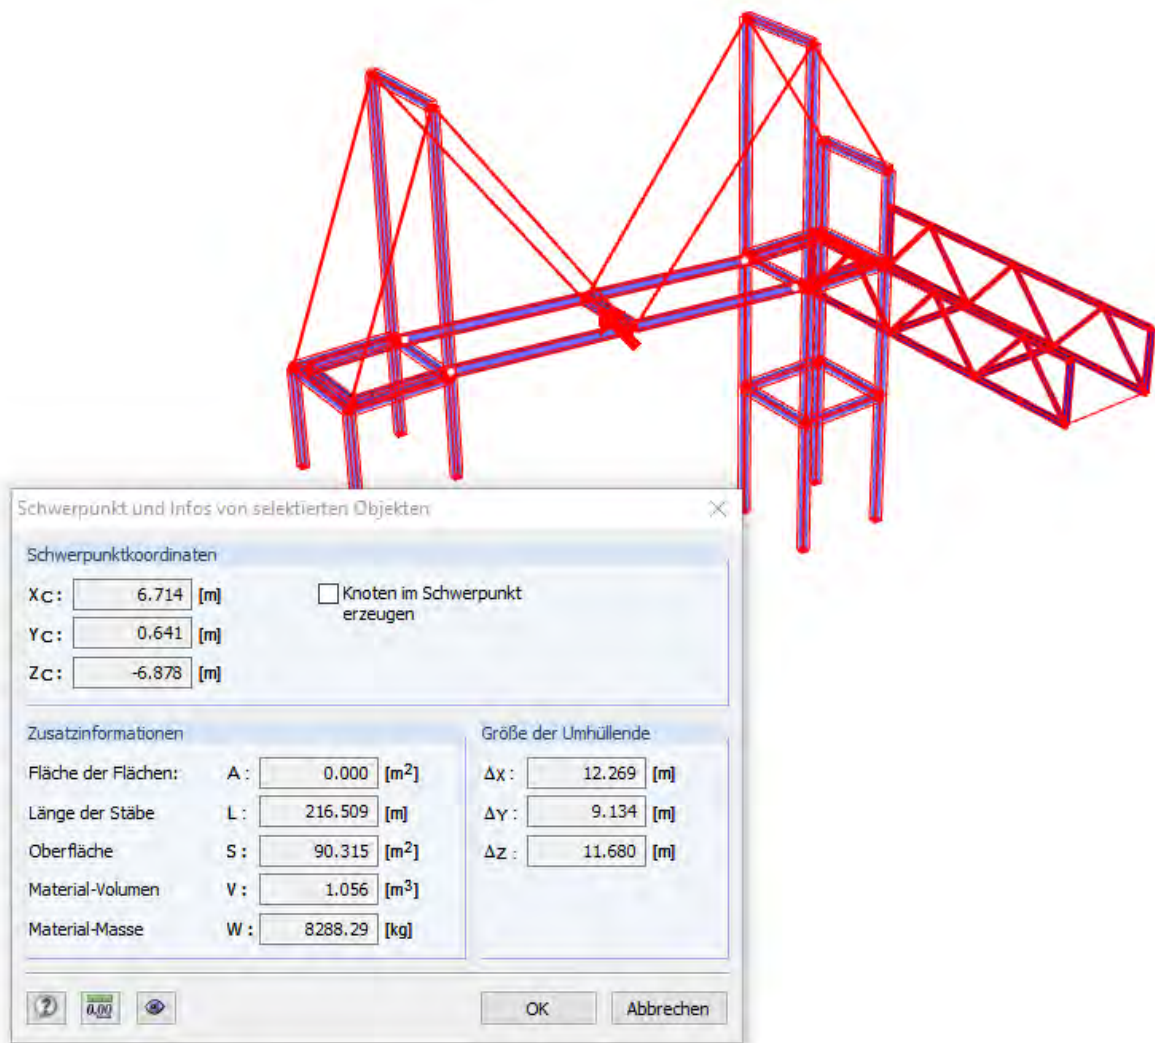 Schwerpunkt und Infos von selektierten Objekten
Schwerpunktkoordinaten
XC: 6.714 [m]
Knoten im Schwerpunkt
erzeugen
YC: 0.641 [m]
ZC: -6.878 [m]
Zusatzinformationen
Fläche der Flächen: A: 0.000 [m²]
Länge der Stäbe L: 216.509 [m]
Oberfläche S: 90.315 [m²]
Material-Volumen V: 1.056 [m³]
Material-Masse W: 8288.29 [kg]
Größe der Umhüllende
ΔX: 12.269 [m]
ΔY: 9.134 [m]
ΔZ: 11.680 [m]
0.00
OK Abbrechen